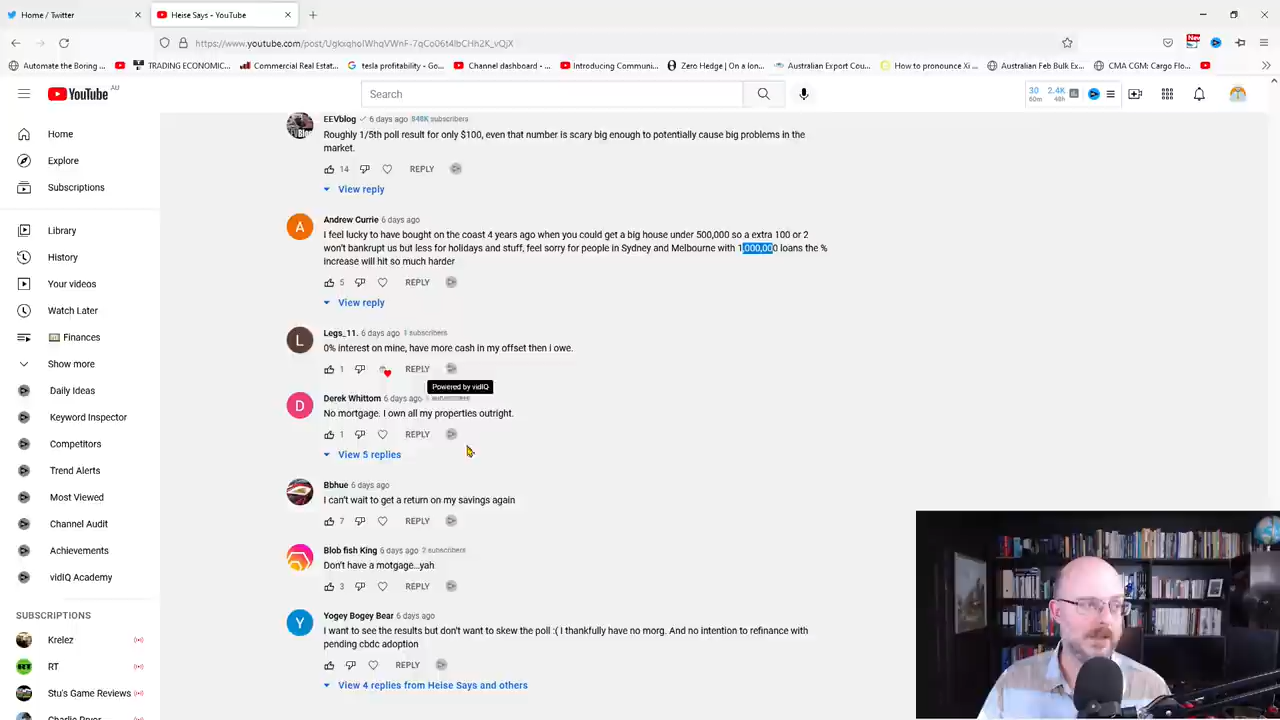 Home / Twitter
Heise Says - YouTube
https://www.youtube.com/post/UgkxqhoIWhqVWnF-7qCo06t4lbCHh2K_vQjX
Automate the Boring ...
TRADING ECONOMIC...
Commercial Real Estat...
tesla profitability - Go...
Channel dashboard - ...
Introducing Communi...
Zero Hedge | On a lon...
Australian Export Cou...
How to pronounce Xi ...
Australian Feb Bulk Ex...
CMA CGM: Cargo Flo...
New
YouTube AU
Search
30 2.4K
60m 48h
Home
Explore
Subscriptions
Library
History
Your videos
Watch Later
Finances
Show more
Daily Ideas
Keyword Inspector
Competitors
Trend Alerts
Most Viewed
Channel Audit
Achievements
vidIQ Academy
SUBSCRIPTIONS
Krelez
RT
Stu's Game Reviews
Charlie Pryor
EEVblog 6 days ago 848K subscribers
Roughly 1/5th poll result for only $100, even that number is scary big enough to potentially cause big problems in the
market.
14 REPLY
View reply
A
Andrew Currie 6 days ago
I feel lucky to have bought on the coast 4 years ago when you could get a big house under 500,000 so a extra 100 or 2
won't bankrupt us but less for holidays and stuff, feel sorry for people in Sydney and Melbourne with 1,000,000 loans the %
increase will hit so much harder
5 REPLY
View reply
L
Legs_11. 6 days ago 1 subscribers
0% interest on mine, have more cash in my offset then i owe.
1 REPLY
Powered by vidIQ
D
Derek Whittom 6 days ago
No mortgage. I own all my properties outright.
1 REPLY
View 5 replies
Bbhue 6 days ago
I can't wait to get a return on my savings again
7 REPLY
Blob fish King 6 days ago 2 subscribers
Don't have a motgage...yah
3 REPLY
Y
Yogey Bogey Bear 6 days ago
I want to see the results but don't want to skew the poll :( I thankfully have no morg. And no intention to refinance with
pending cbdc adoption
REPLY
View 4 replies from Heise Says and others